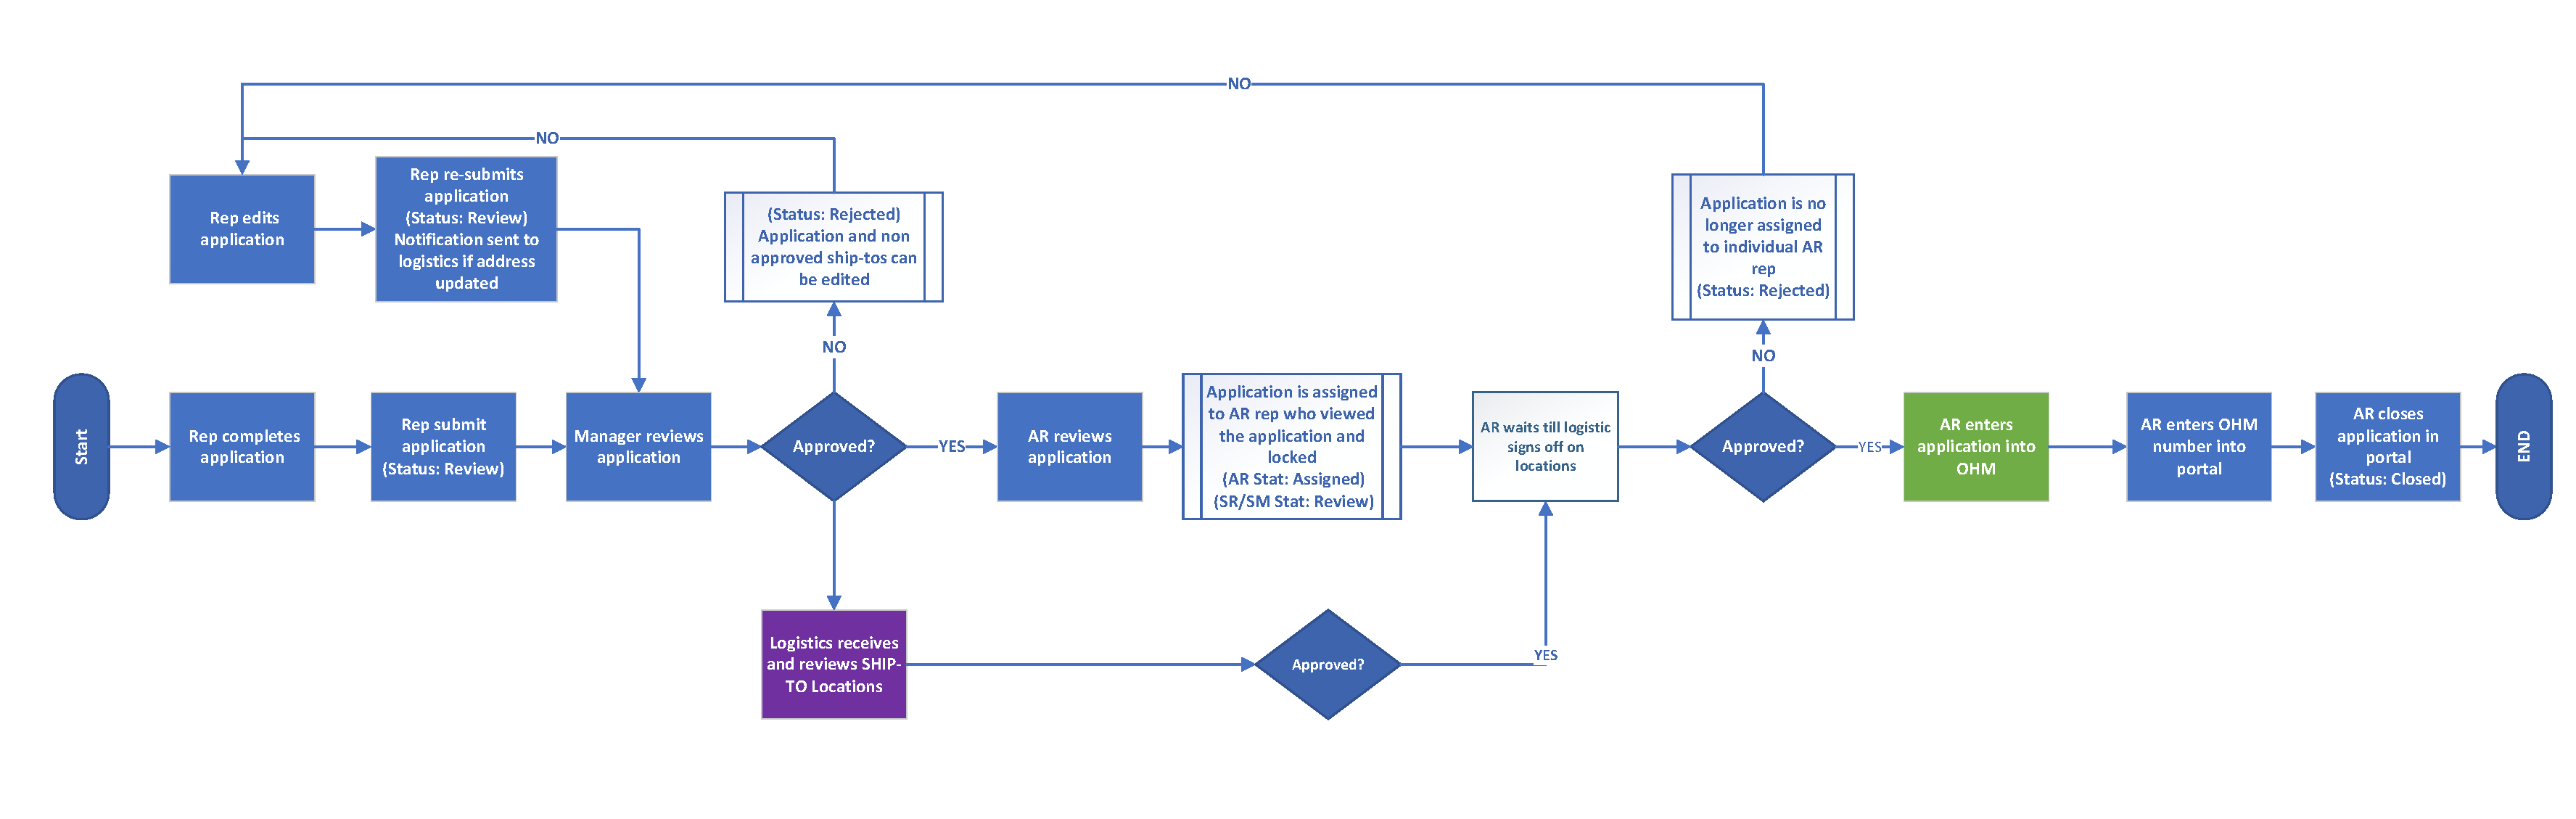 NO
NO
Rep edits
application
Rep re-submits
application
(Status: Review)
Notification sent to
logistics if address
updated
(Status: Rejected)
Application and non
approved ship-tos can
be edited
Application is no
longer assigned
to individual AR
rep
(Status: Rejected)
NO
NO
Start
Rep completes
application
Rep submit
application
(Status: Review)
Manager reviews
application
Approved?
YES
AR reviews
application
Application is assigned
to AR rep who viewed
the application and
locked
(AR Stat: Assigned)
(SR/SM Stat: Review)
AR waits till logistic
signs off on
locations
Approved?
YES
AR enters
application into
OHM
AR enters OHM
number into
portal
AR closes
application in
portal
(Status: Closed)
END
Logistics receives
and reviews SHIP-
TO Locations
Approved?
YES